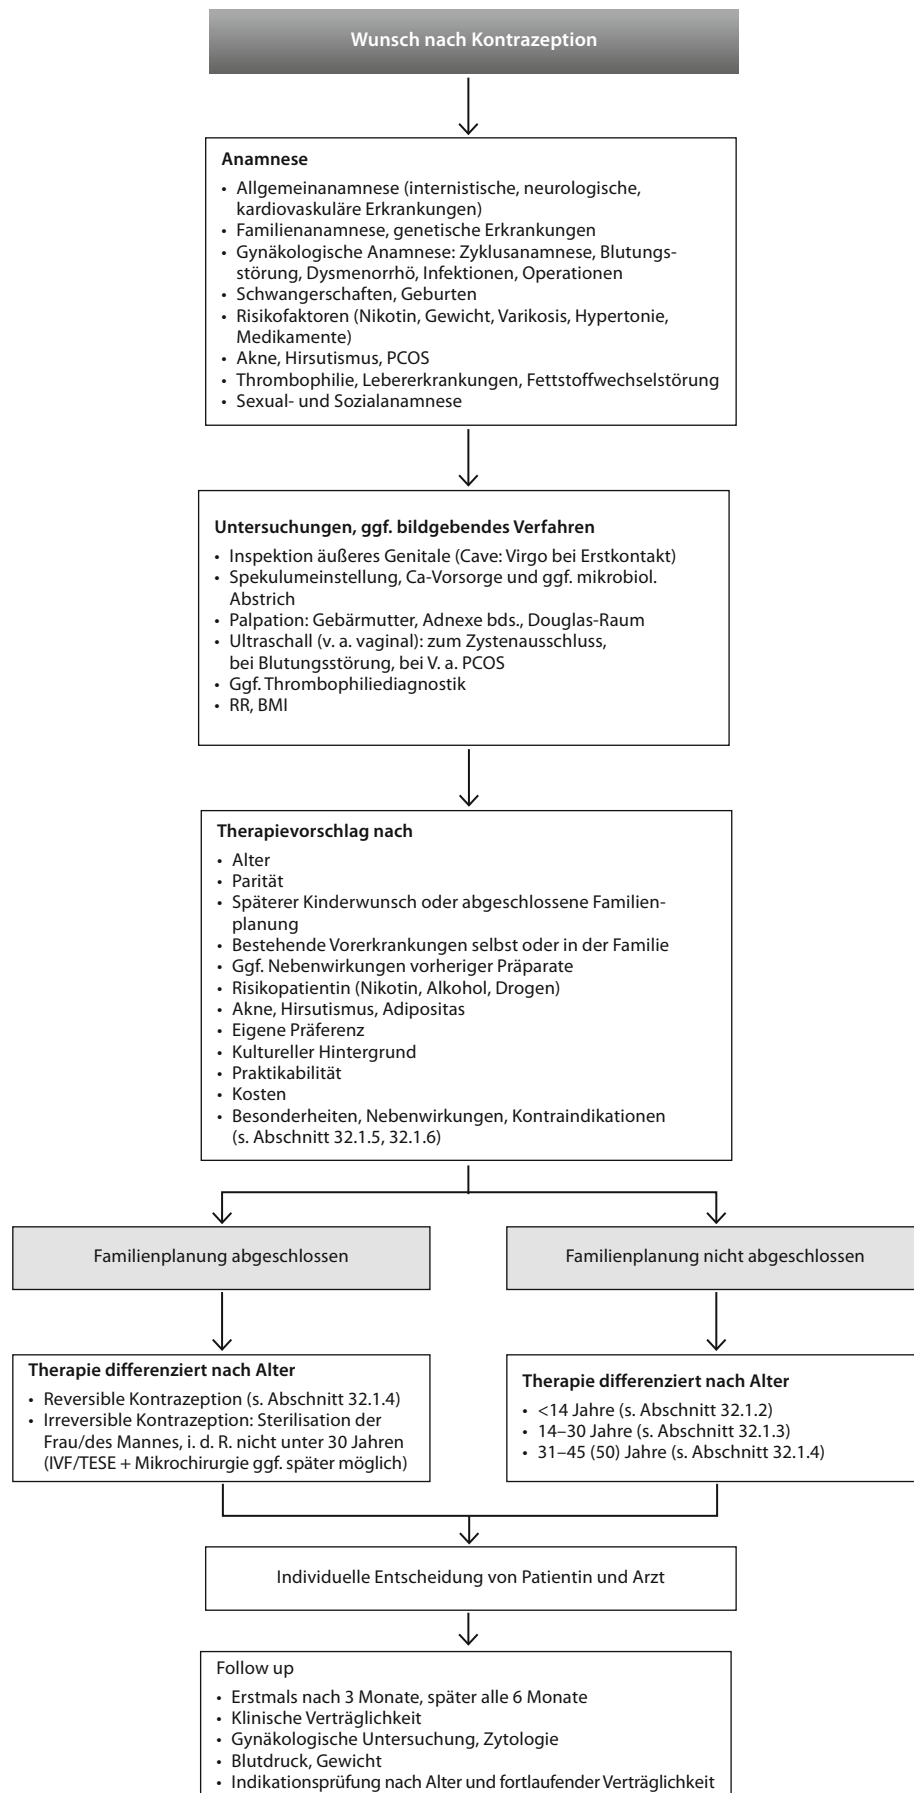 Wunsch nach Kontrazeption
Anamnese
• Allgemeinanamnese (internistische, neurologische,
kardiovaskuläre Erkrankungen)
• Familienanamnese, genetische Erkrankungen
• Gynäkologische Anamnese: Zyklusanamnese, Blutungs-
störung, Dysmenorrhö, Infektionen, Operationen
• Schwangerschaften, Geburten
• Risikofaktoren (Nikotin, Gewicht, Varikosis, Hypertonie,
Medikamente)
• Akne, Hirsutismus, PCOS
• Thrombophilie, Lebererkrankungen, Fettstoffwechselstörung
• Sexual- und Sozialanamnese
Untersuchungen, ggf. bildgebendes Verfahren
• Inspektion äußeres Genitale (Cave: Virgo bei Erstkontakt)
• Spekulumeinstellung, Ca-Vorsorge und ggf. mikrobiol.
Abstrich
• Palpation: Gebärmutter, Adnexe bds., Douglas-Raum
• Ultraschall (v. a. vaginal): zum Zystenausschluss,
bei Blutungsstörung, bei V. a. PCOS
• Ggf. Thrombophiliediagnostik
• RR, BMI
Therapievorschlag nach
• Alter
• Parität
• Späterer Kinderwunsch oder abgeschlossene Familien-
planung
• Bestehende Vorerkrankungen selbst oder in der Familie
• Ggf. Nebenwirkungen vorheriger Präparate
• Risikopatientin (Nikotin, Alkohol, Drogen)
• Akne, Hirsutismus, Adipositas
• Eigene Präferenz
• Kultureller Hintergrund
• Praktikabilität
• Kosten
• Besonderheiten, Nebenwirkungen, Kontraindikationen
(s. Abschnitt 32.1.5, 32.1.6)
Familienplanung abgeschlossen
Familienplanung nicht abgeschlossen
Therapie differenziert nach Alter
• Reversible Kontrazeption (s. Abschnitt 32.1.4)
• Irreversible Kontrazeption: Sterilisation der
Frau/des Mannes, i. d. R. nicht unter 30 Jahren
(IVF/TESE + Mikrochirurgie ggf. später möglich)
Therapie differenziert nach Alter
• <14 Jahre (s. Abschnitt 32.1.2)
• 14–30 Jahre (s. Abschnitt 32.1.3)
• 31–45 (50) Jahre (s. Abschnitt 32.1.4)
Individuelle Entscheidung von Patientin und Arzt
Follow up
• Erstmals nach 3 Monate, später alle 6 Monate
• Klinische Verträglichkeit
• Gynäkologische Untersuchung, Zytologie
• Blutdruck, Gewicht
• Indikationsprüfung nach Alter und fortlaufender Verträglichkeit